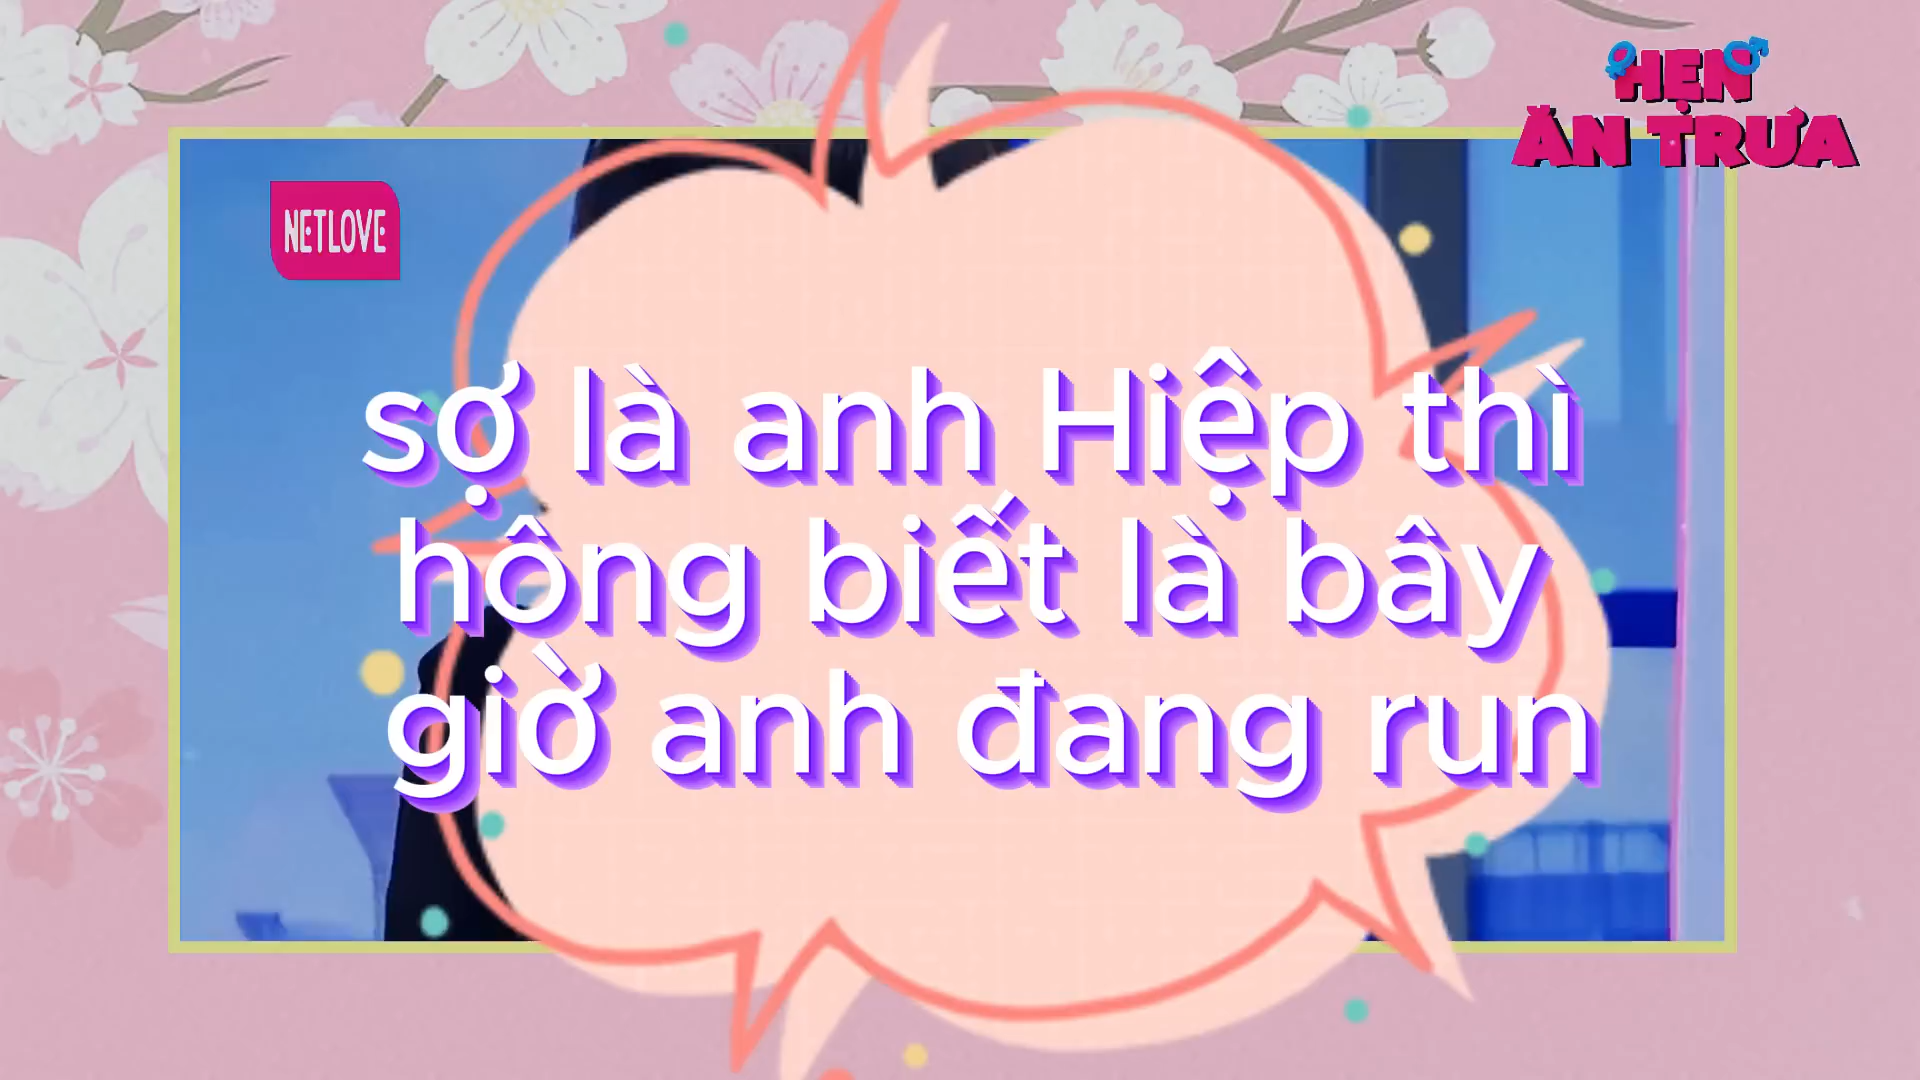 HẸN
ĂN TRƯA
NETLOVE
sợ là anh Hiệp thì
hông biết là bây
giờ anh đang run